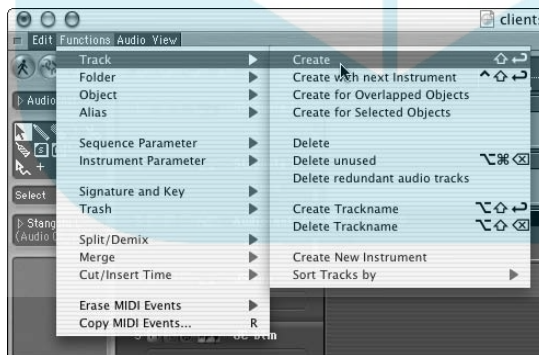 client
Edit Functions Audio View
Track
Folder
Object
Alias
Sequence Parameter
Instrument Parameter
Signature and Key
Trash
Split/Demix
Merge
Cut/Insert Time
Erase MIDI Events
Copy MIDI Events... R
Create
Create with next Instrument
Create for Overlapped Objects
Create for Selected Objects
Delete
Delete unused
Delete redundant audio tracks
Create Trackname
Delete Trackname
Create New Instrument
Sort Tracks by
Audio
Select
Stang
(Audio